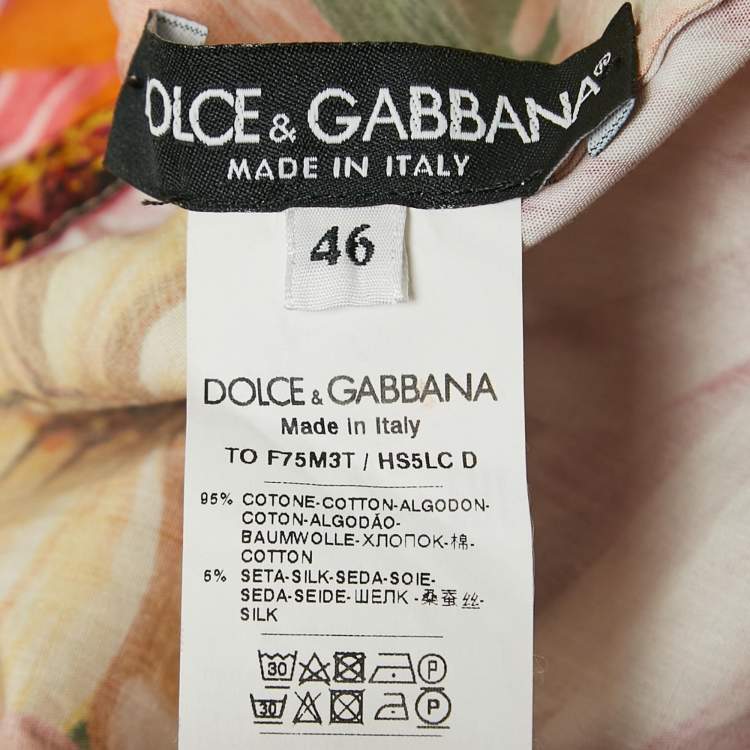 DOLCE & GABBANA®
MADE IN ITALY
46
DOLCE & GABBANA
Made in Italy
TO F75M3T / HS5LC D
95% COTONE-COTTON-ALGODON-
COTON-ALGODÃO-
BAUMWOLLE-ХЛОПОК-棉-
COTTON
5% SETA-SILK-SEDA-SOIE-
SEDA-SEIDE-ШЕЛК-桑蚕丝-
SILK
30 P
30 P